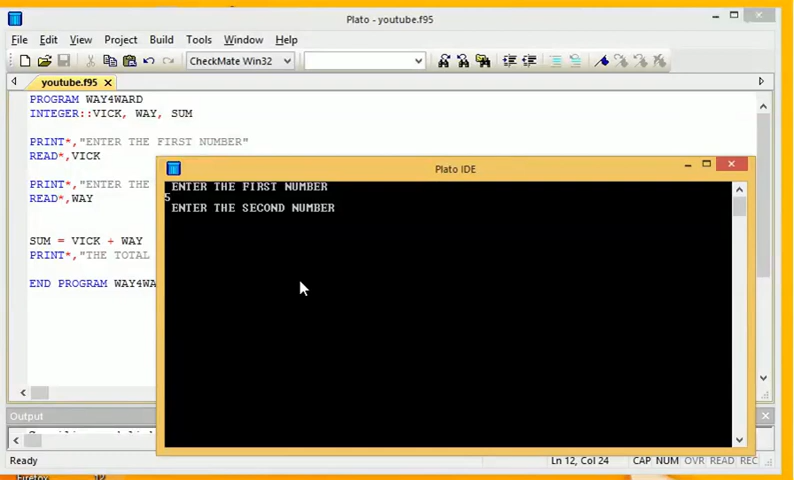 Plato - youtube.f95
File Edit View Project Build Tools Window Help
CheckMate Win32
youtube.f95
PROGRAM WAY4WARD
INTEGER::VICK, WAY, SUM
PRINT*,"ENTER THE FIRST NUMBER"
READ*,VICK
PRINT*,"ENTER THE
READ*,WAY
SUM = VICK + WAY
PRINT*,"THE TOTAL
END PROGRAM WAY4WA
Plato IDE
ENTER THE FIRST NUMBER
5
ENTER THE SECOND NUMBER
Output
Ready
Ln 12, Col 24
CAP NUM OVR READ REC